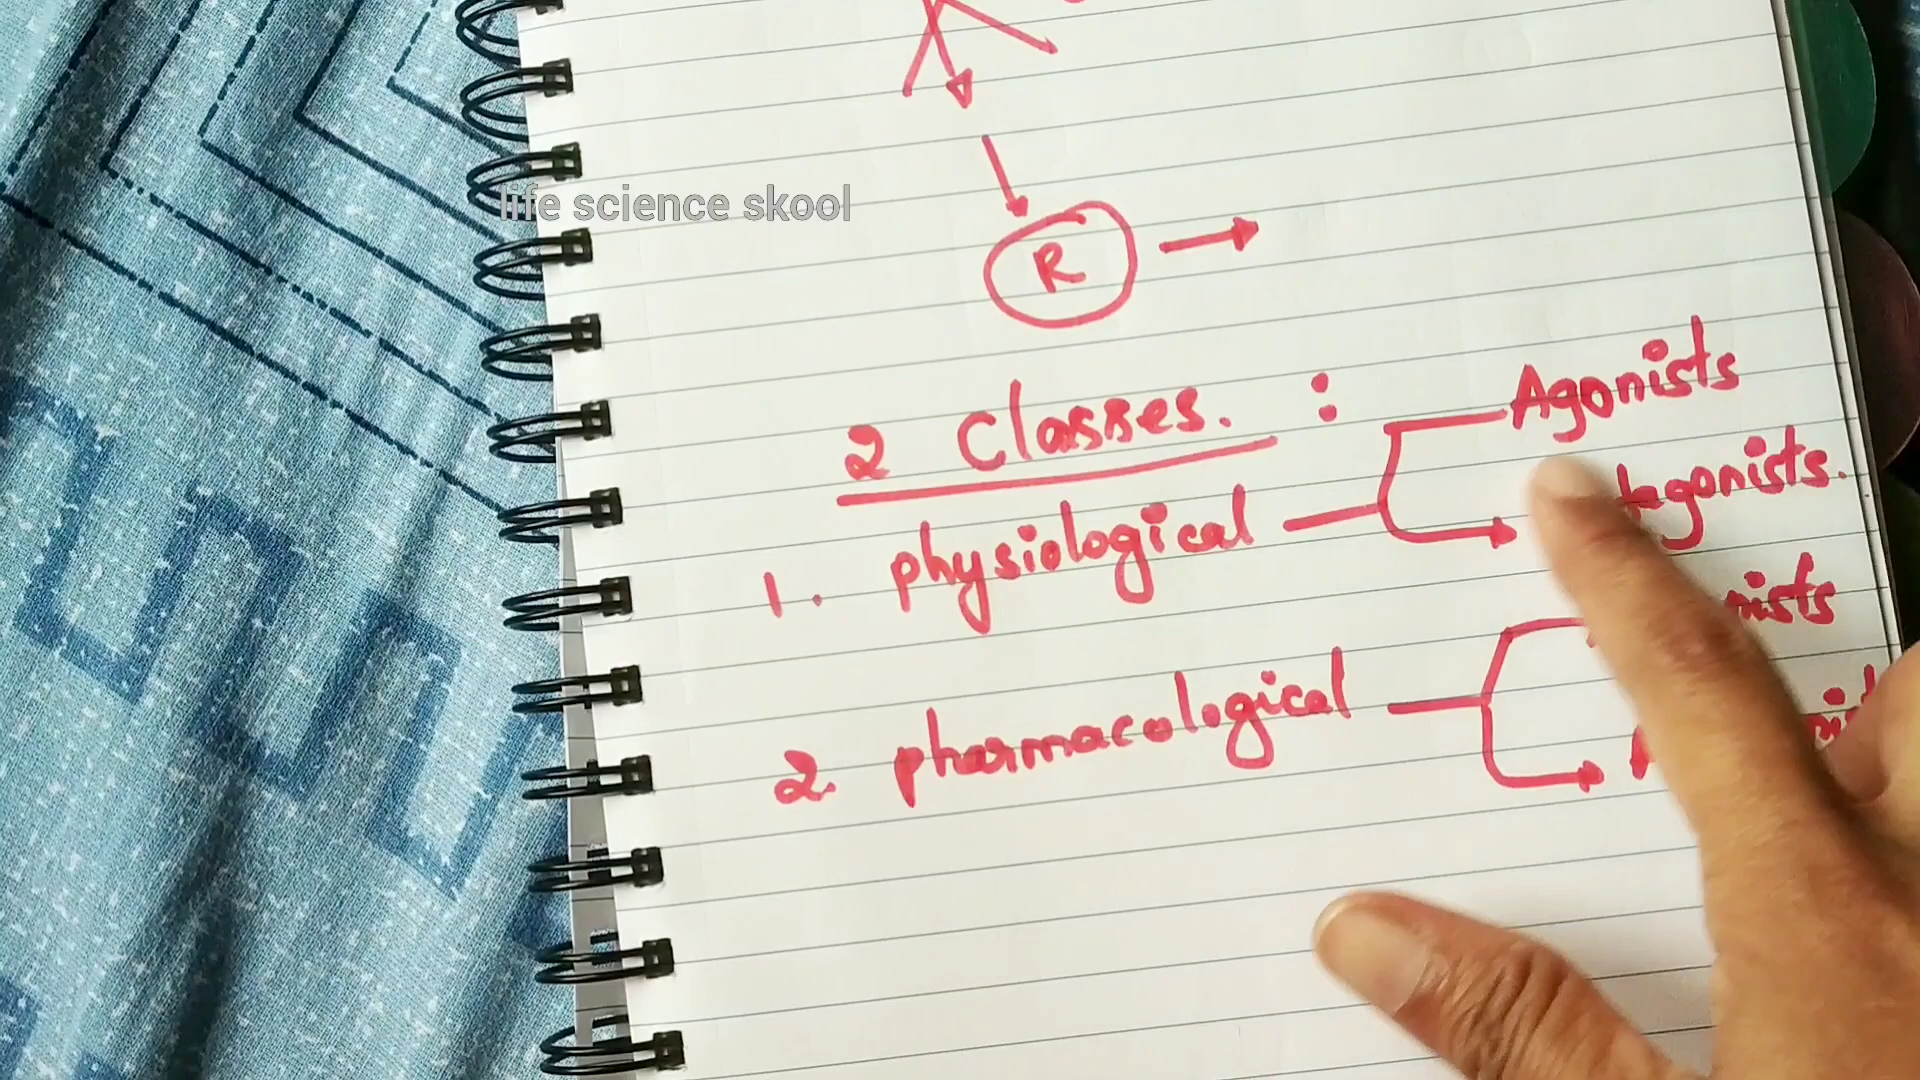 life science skool
R
2 Classes. :
Agonists
1. physiological
2. pharmacological